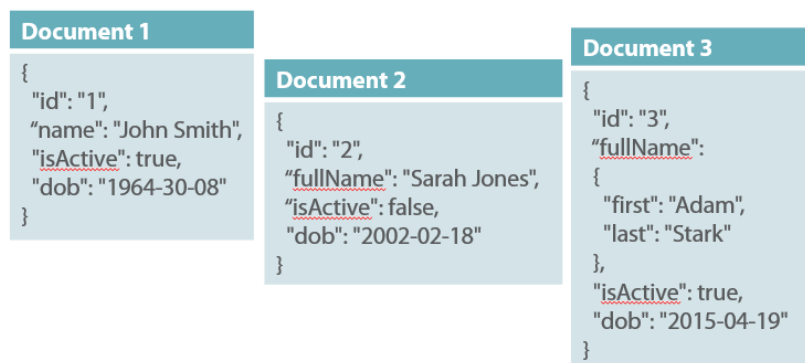 Document 1
{
"id": "1",
“name": "John Smith",
"isActive": true,
"dob": "1964-30-08"
}
Document 2
{
"id": "2",
“fullName": "Sarah Jones",
“isActive": false,
"dob": "2002-02-18"
}
Document 3
{
"id": "3",
“fullName":
{
"first": "Adam",
"last": "Stark"
},
"isActive": true,
"dob": "2015-04-19"
}